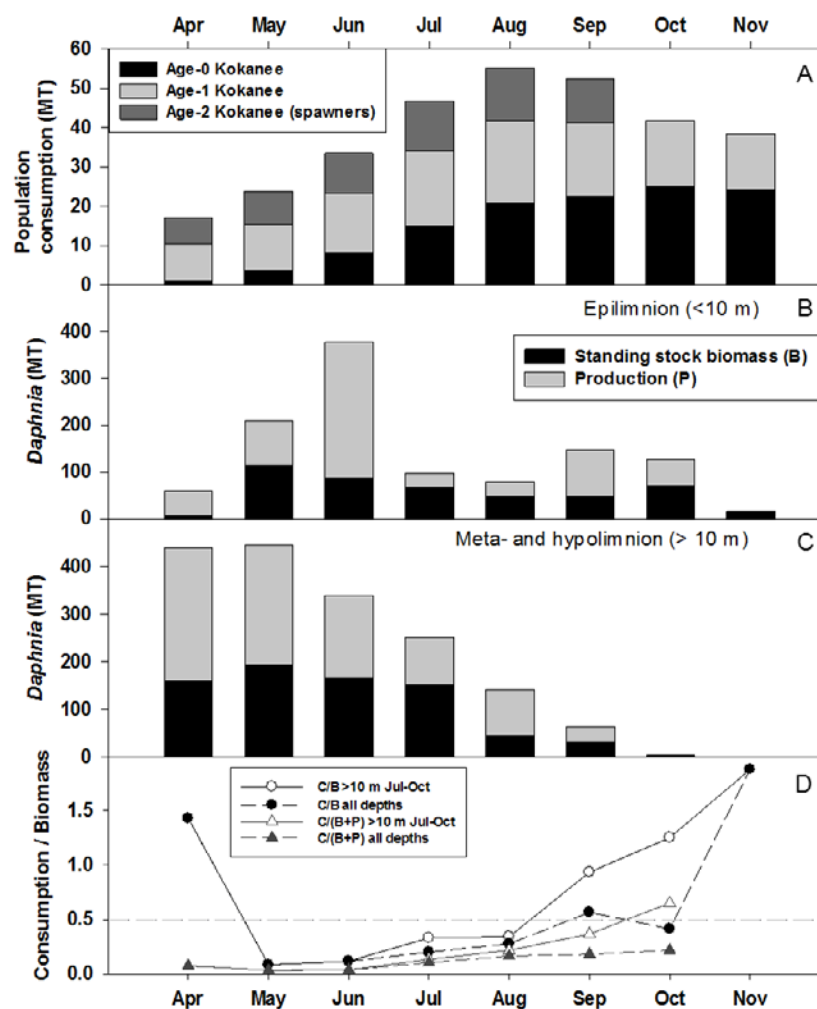 Apr May Jun Jul Aug Sep Oct Nov
60
50
40
30
20
10
0
Population
consumption (MT)
Age-0 Kokanee
Age-1 Kokanee
Age-2 Kokanee (spawners)
A
Epilimnion (<10 m)
B
400
300
200
100
0
Daphnia (MT)
Standing stock biomass (B)
Production (P)
Meta- and hypolimnion (> 10 m)
C
400
300
200
100
0
Daphnia (MT)
D
1.5
1.0
0.5
0.0
Consumption / Biomass
C/B >10 m Jul-Oct
C/B all depths
C/(B+P) >10 m Jul-Oct
C/(B+P) all depths
Apr May Jun Jul Aug Sep Oct Nov